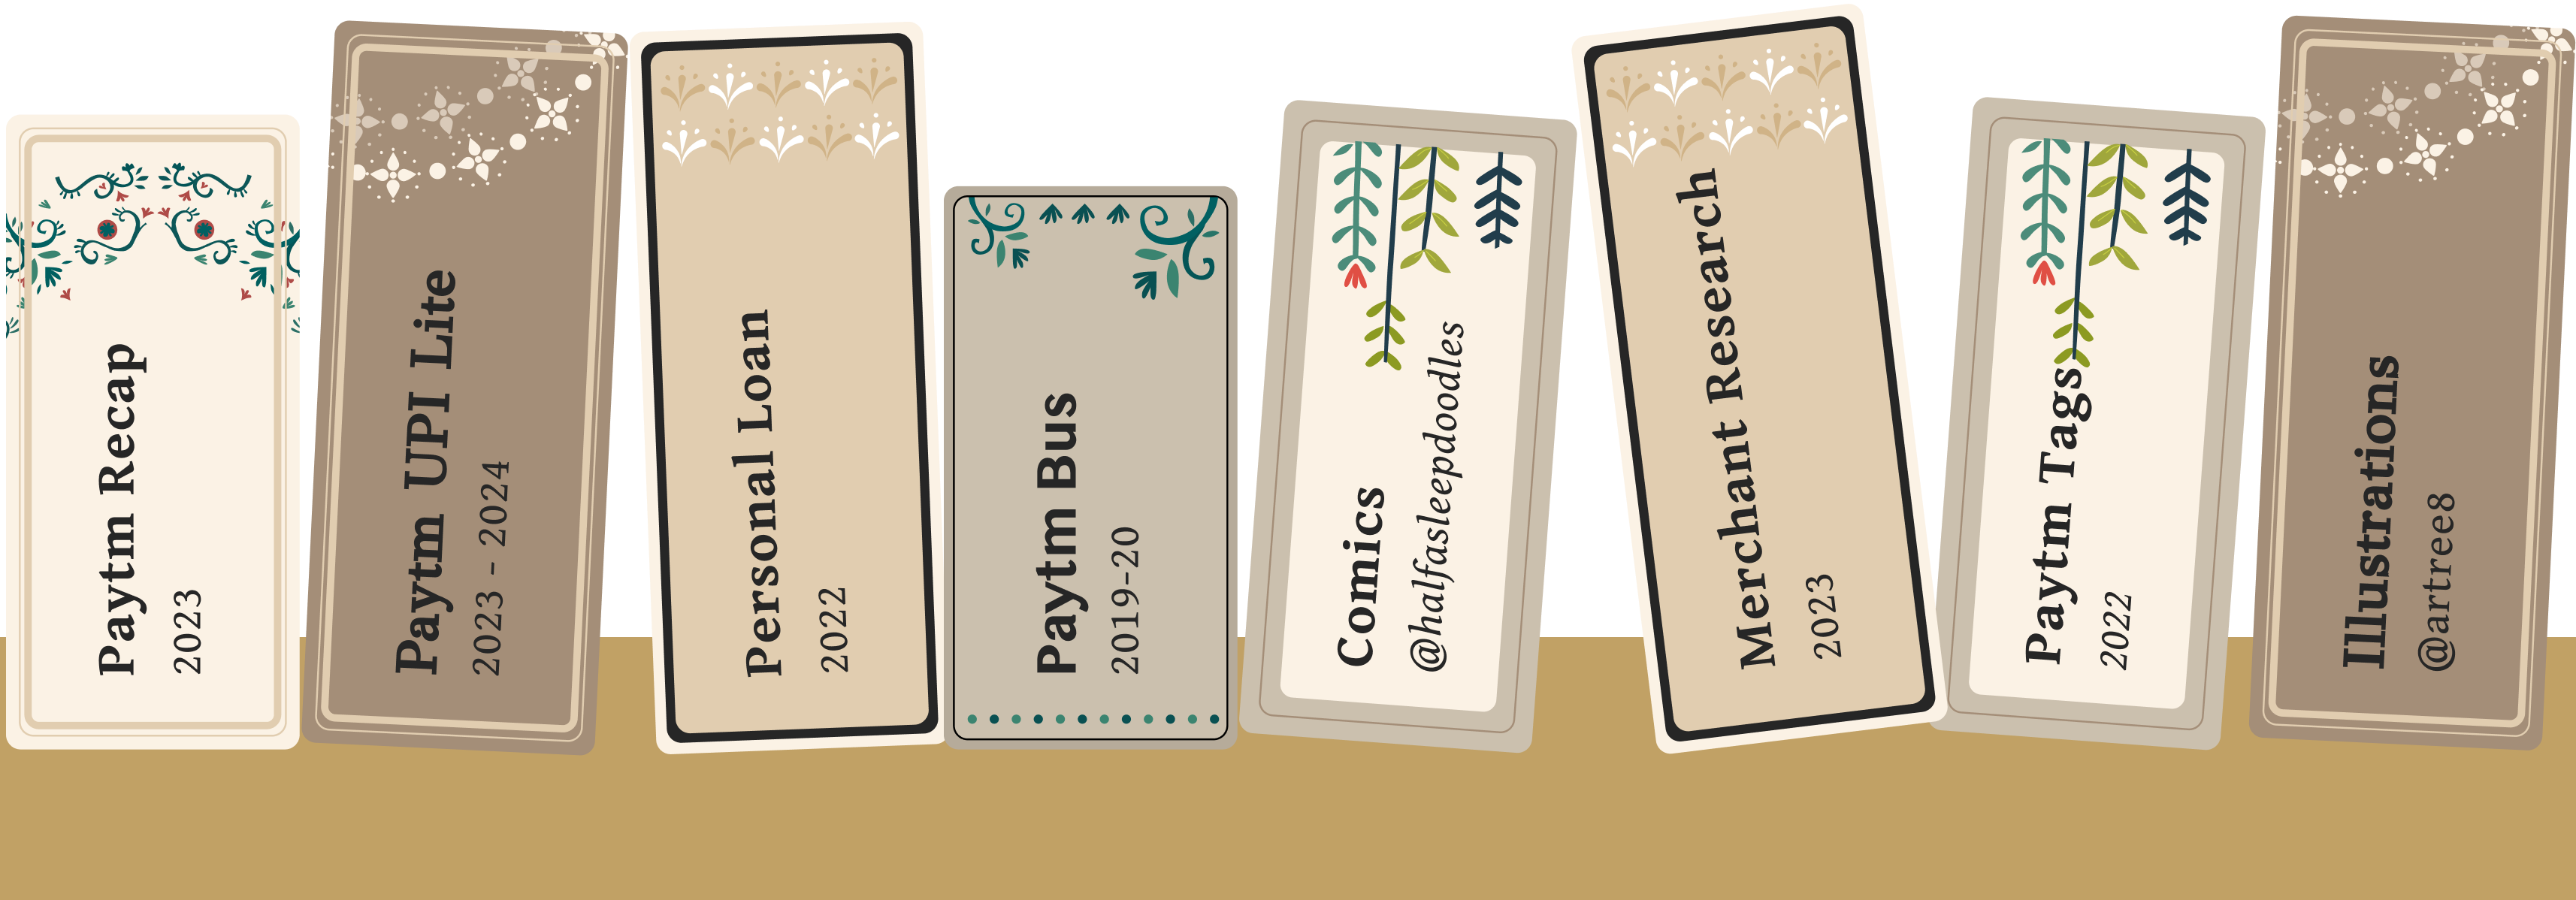 Paytm Recap
2023
Paytm UPI Lite
2023 - 2024
Personal Loan
2022
Paytm Bus
2019-20
Comics
@halfasleepdoodles
Merchant Research
2023
Paytm Tags
2022
Illustrations
@artree8